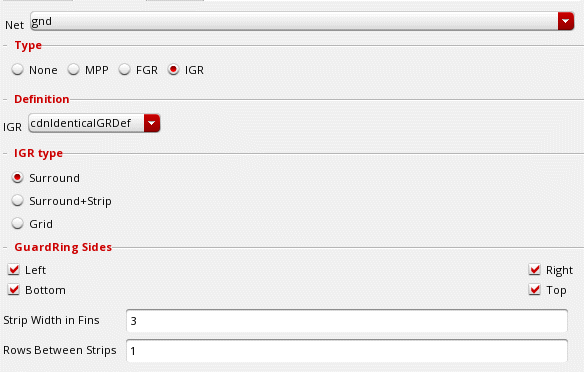 Net gnd
Type
None MPP FGR IGR
Definition
IGR cdnIdenticalGRDef
IGR type
Surround
Surround+Strip
Grid
GuardRing Sides
Left Right
Bottom Top
Strip Width in Fins 3
Rows Between Strips 1